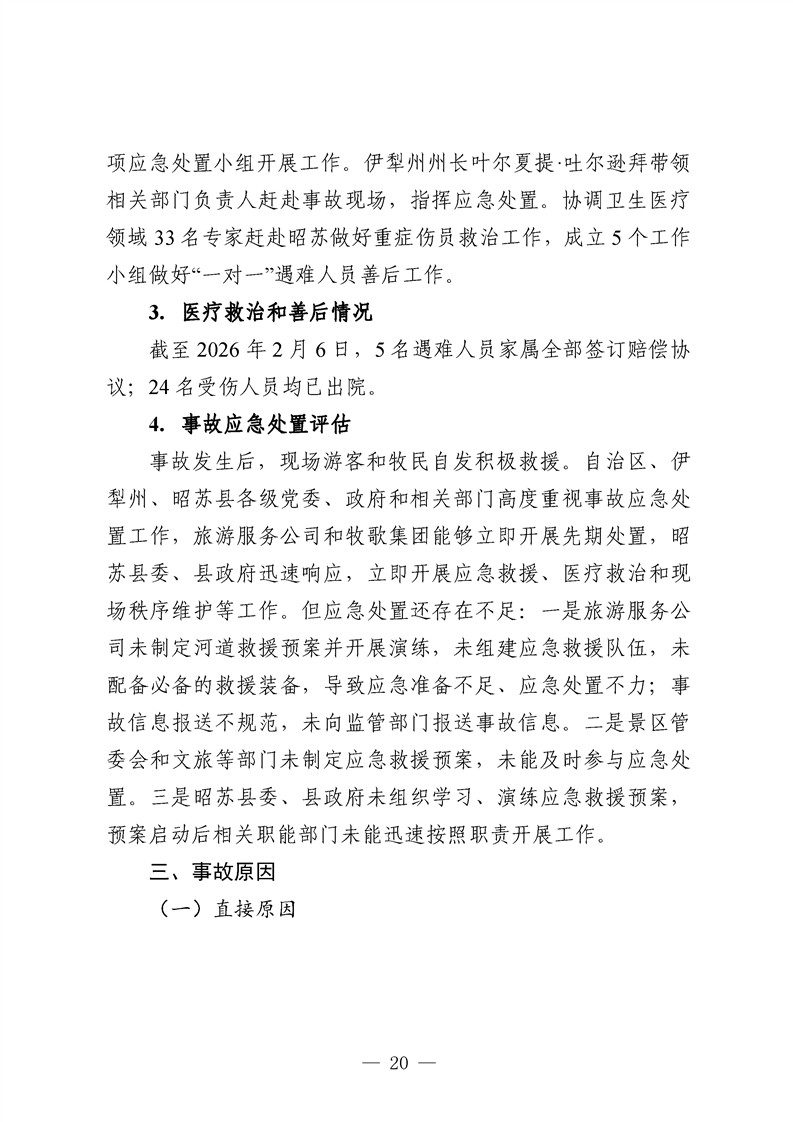 项应急处置小组开展工作。伊犁州州长叶尔夏提·吐尔逊拜带领
相关部门负责人赶赴事故现场，指挥应急处置。协调卫生医疗
领域 33 名专家赶赴昭苏做好重症伤员救治工作，成立 5 个工作
小组做好“一对一”遇难人员善后工作。
3. 医疗救治和善后情况
截至 2026 年 2 月 6 日，5 名遇难人员家属全部签订赔偿协
议；24 名受伤人员均已出院。
4. 事故应急处置评估
事故发生后，现场游客和牧民自发积极救援。自治区、伊
犁州、昭苏县各级党委、政府和相关部门高度重视事故应急处
置工作，旅游服务公司和牧歌集团能够立即开展先期处置，昭
苏县委、县政府迅速响应，立即开展应急救援、医疗救治和现
场秩序维护等工作。但应急处置还存在不足：一是旅游服务公
司未制定河道救援预案并开展演练，未组建应急救援队伍，未
配备必备的救援装备，导致应急准备不足、应急处置不力；事
故信息报送不规范，未向监管部门报送事故信息。二是景区管
委会和文旅等部门未制定应急救援预案，未能及时参与应急处
置。三是昭苏县委、县政府未组织学习、演练应急救援预案，
预案启动后相关职能部门未能迅速按照职责开展工作。
三、事故原因
（一）直接原因
— 20 —